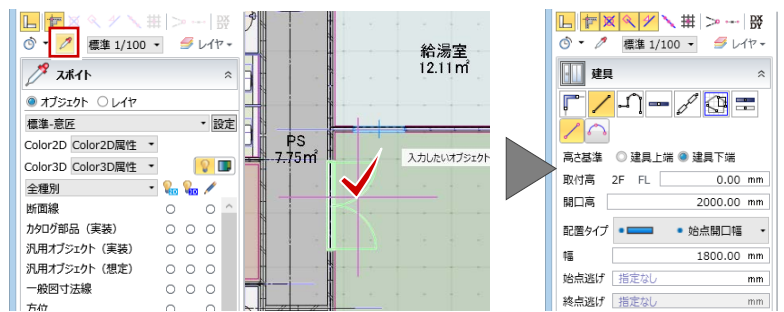 標準 1/100
レイヤ
スポイト
オブジェクト
レイヤ
標準-意匠
設定
Color2D Color2D属性
Color3D Color3D属性
全種別
断面線
カタログ部品（実装）
汎用オブジェクト（実装）
汎用オブジェクト（想定）
一般図寸法線
方位
給湯室
12.11㎡
PS
7.75㎡
入力したいオブジェクト
標準 1/100
レイヤ
建具
高さ基準 建具上端 建具下端
取付高 2F FL 0.00 mm
開口高 2000.00 mm
配置タイプ 始点開口幅
幅 1800.00 mm
始点逃げ 指定なし mm
終点逃げ 指定なし mm